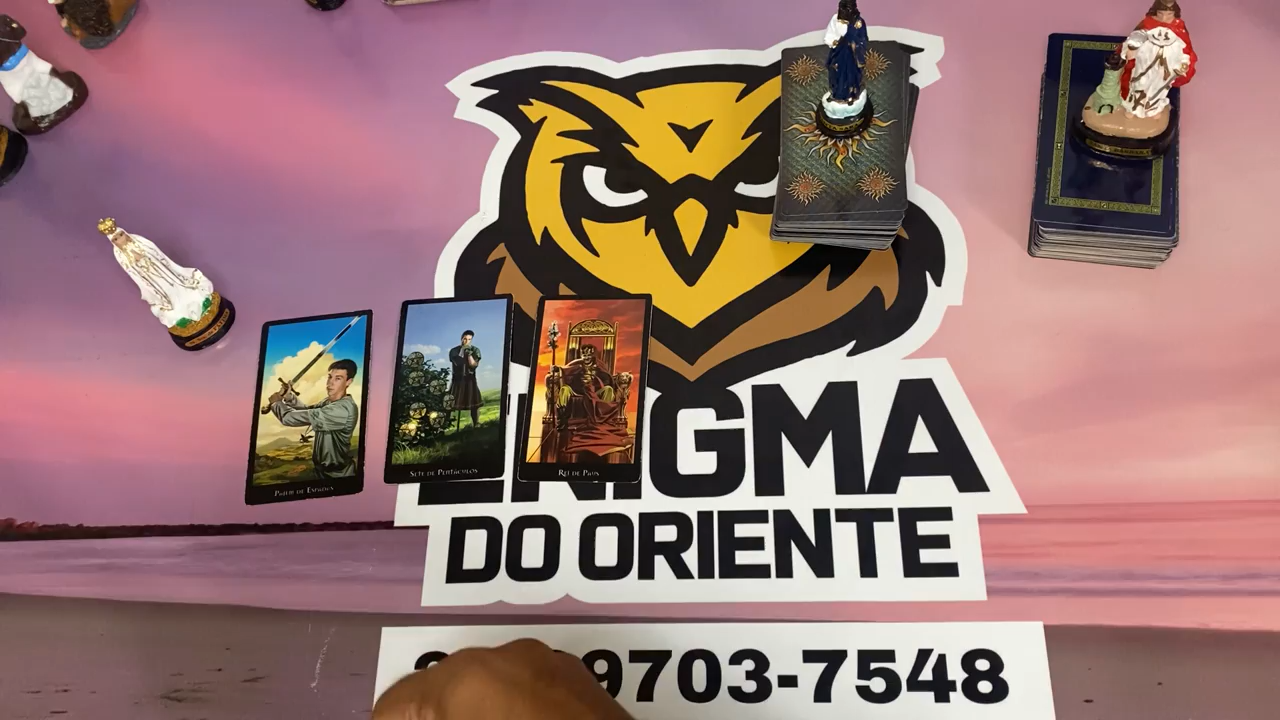 PAJEM DE ESPADAS
SETE DE PENTÁCULOS
REI DE PAUS
ENIGMA
DO ORIENTE
9703-7548